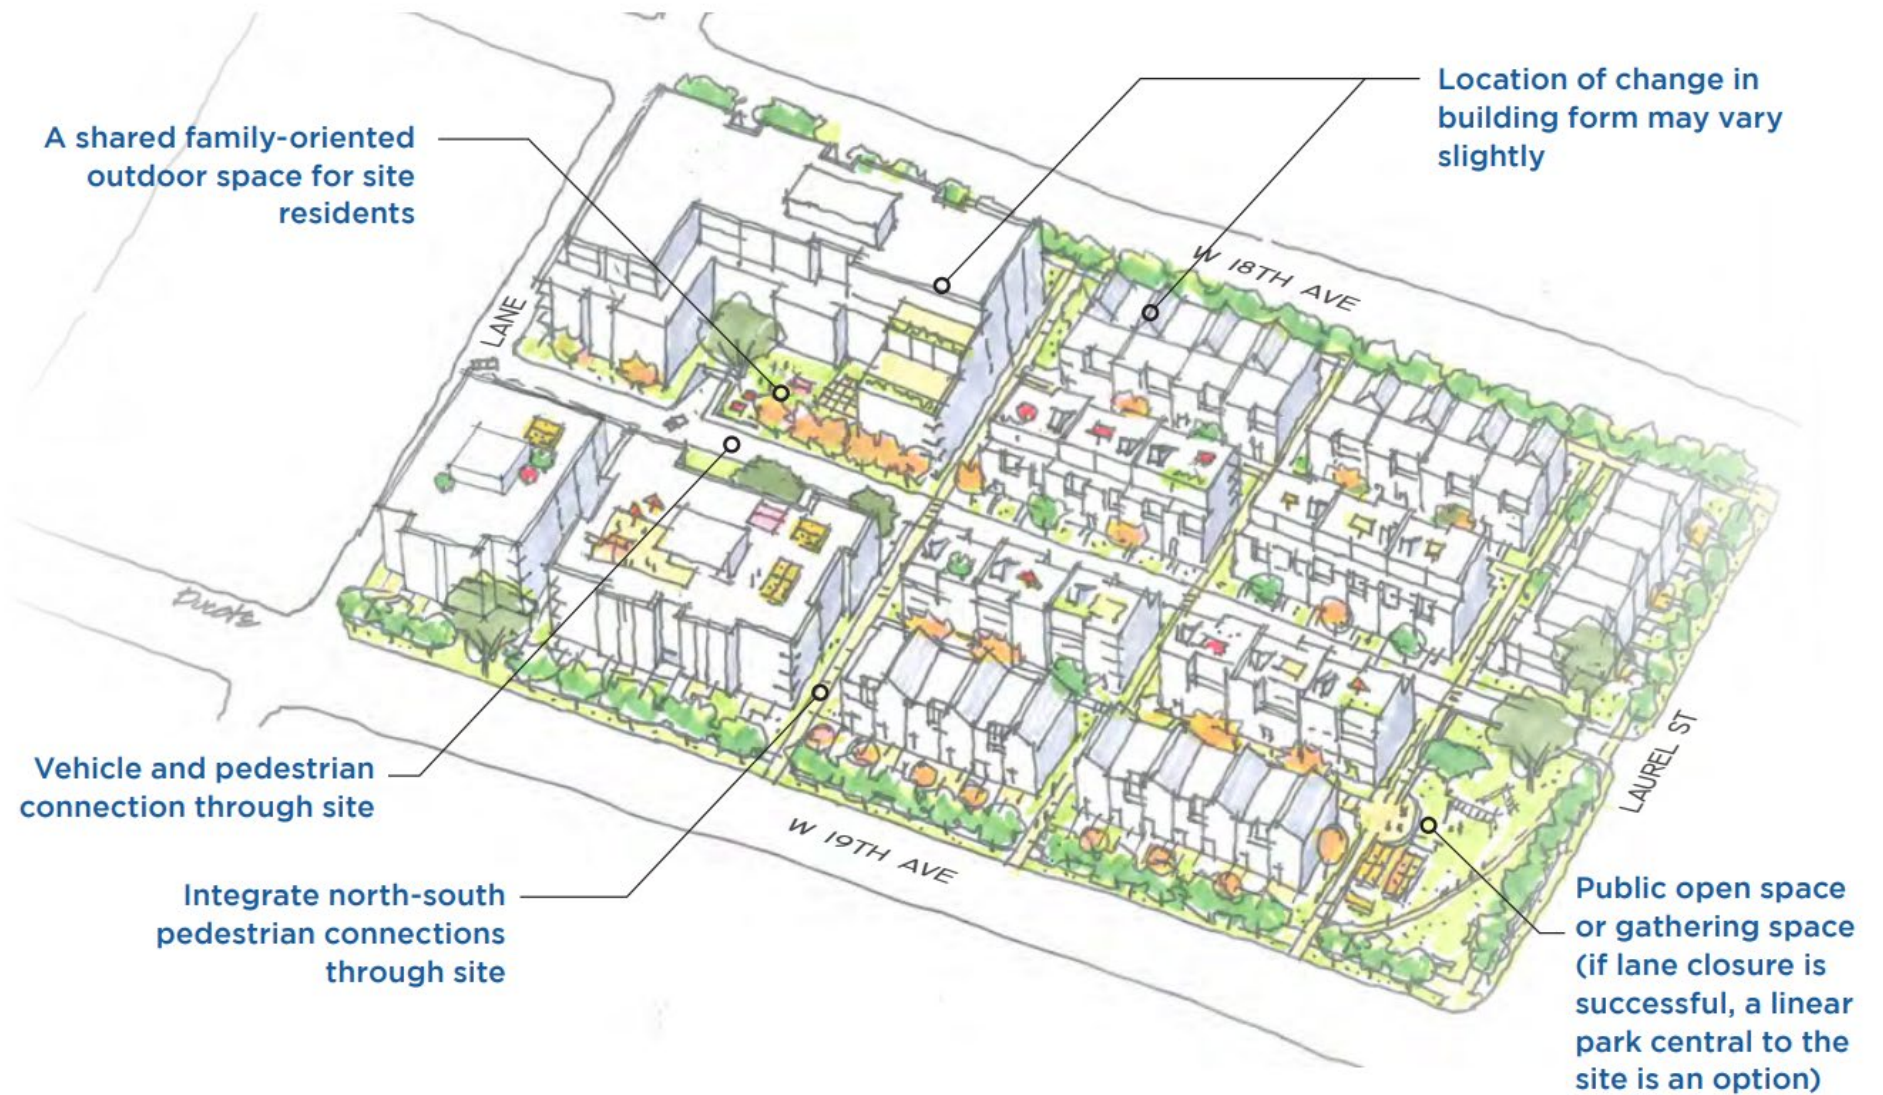 Location of change in
building form may vary
slightly
A shared family-oriented
outdoor space for site
residents
W 18TH AVE
LANE
LAUREL ST
Vehicle and pedestrian
connection through site
W 19TH AVE
Integrate north-south
pedestrian connections
through site
Public open space
or gathering space
(if lane closure is
successful, a linear
park central to the
site is an option)